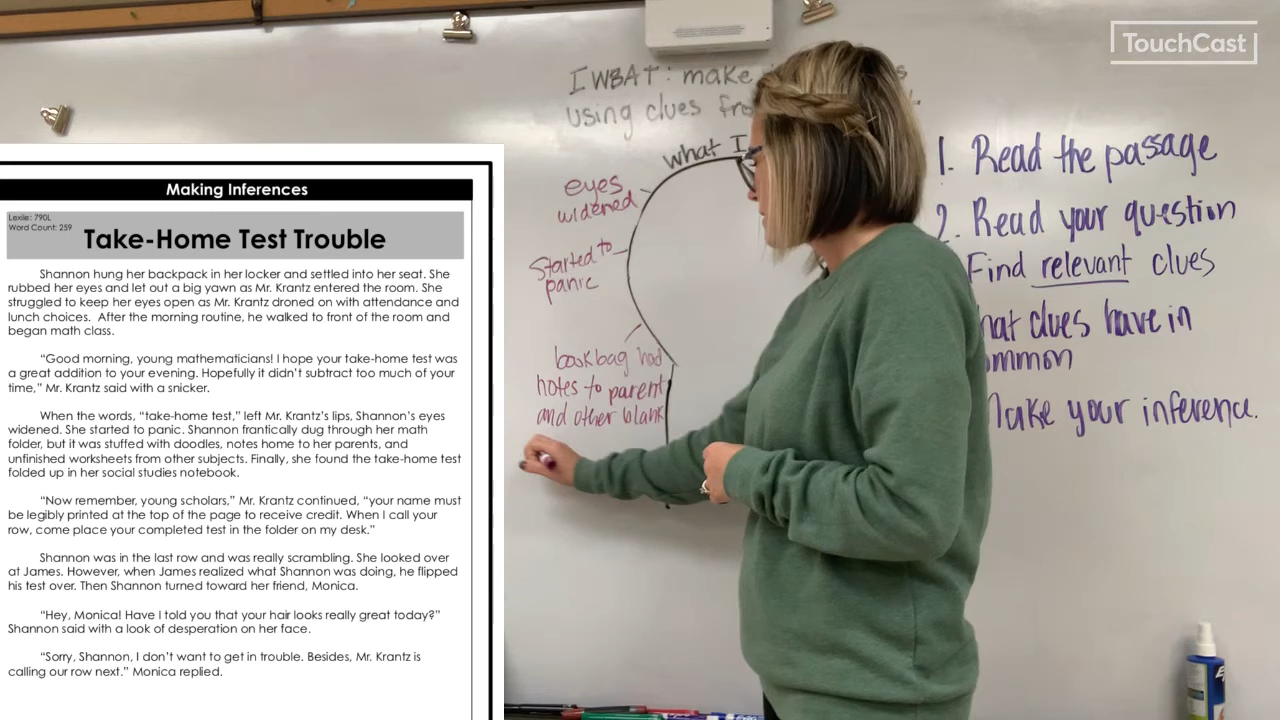 TouchCast
IWBAT: make
using clues from
what I
eyes
widened
Started to
panic
bookbag had
notes to parent
and other blank
1. Read the passage
2. Read your question
Find relevant clues
clues have in
Make your inference.
Making Inferences
Lexile: 790L
Word Count: 259
Take-Home Test Trouble
Shannon hung her backpack in her locker and settled into her seat. She
rubbed her eyes and let out a big yawn as Mr. Krantz entered the room. She
struggled to keep her eyes open as Mr. Krantz droned on with attendance and
lunch choices. After the morning routine, he walked to front of the room and
began math class.
“Good morning, young mathematicians! I hope your take-home test was
a great addition to your evening. Hopefully it didn’t subtract too much of your
time,” Mr. Krantz said with a snicker.
When the words, “take-home test,” left Mr. Krantz’s lips, Shannon’s eyes
widened. She started to panic. Shannon frantically dug through her math
folder, but it was stuffed with doodles, notes home to her parents, and
unfinished worksheets from other subjects. Finally, she found the take-home test
folded up in her social studies notebook.
“Now remember, young scholars,” Mr. Krantz continued, “your name must
be legibly printed at the top of the page to receive credit. When I call your
row, come place your completed test in the folder on my desk.”
Shannon was in the last row and was really scrambling. She looked over
at James. However, when James realized what Shannon was doing, he flipped
his test over. Then Shannon turned toward her friend, Monica.
“Hey, Monica! Have I told you that your hair looks really great today?”
Shannon said with a look of desperation on her face.
“Sorry, Shannon, I don’t want to get in trouble. Besides, Mr. Krantz is
calling our row next.” Monica replied.